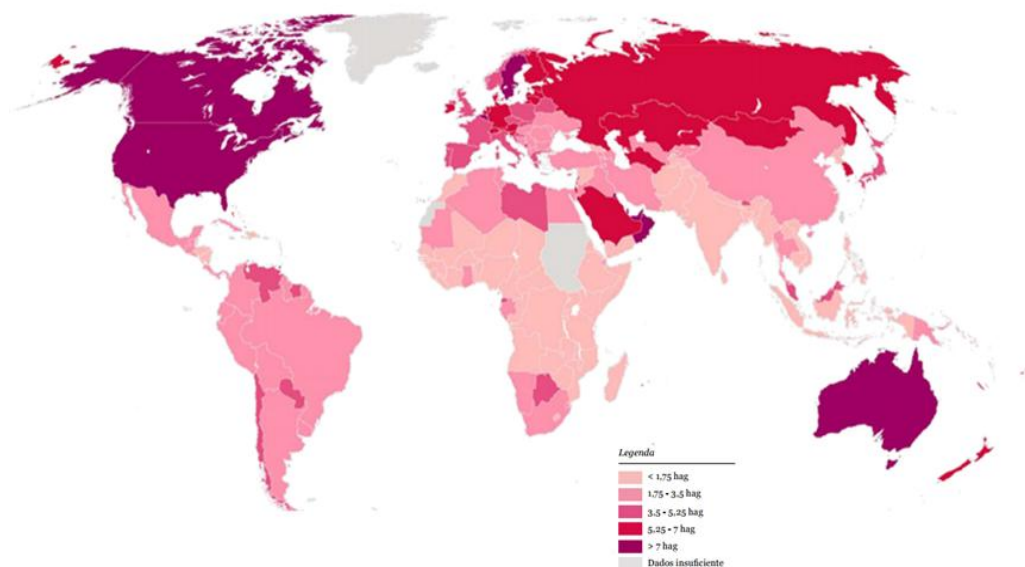 Legenda
< 1,75 hag
1,75 - 3,5 hag
3,5 - 5,25 hag
5,25 - 7 hag
> 7 hag
Dados insuficiente